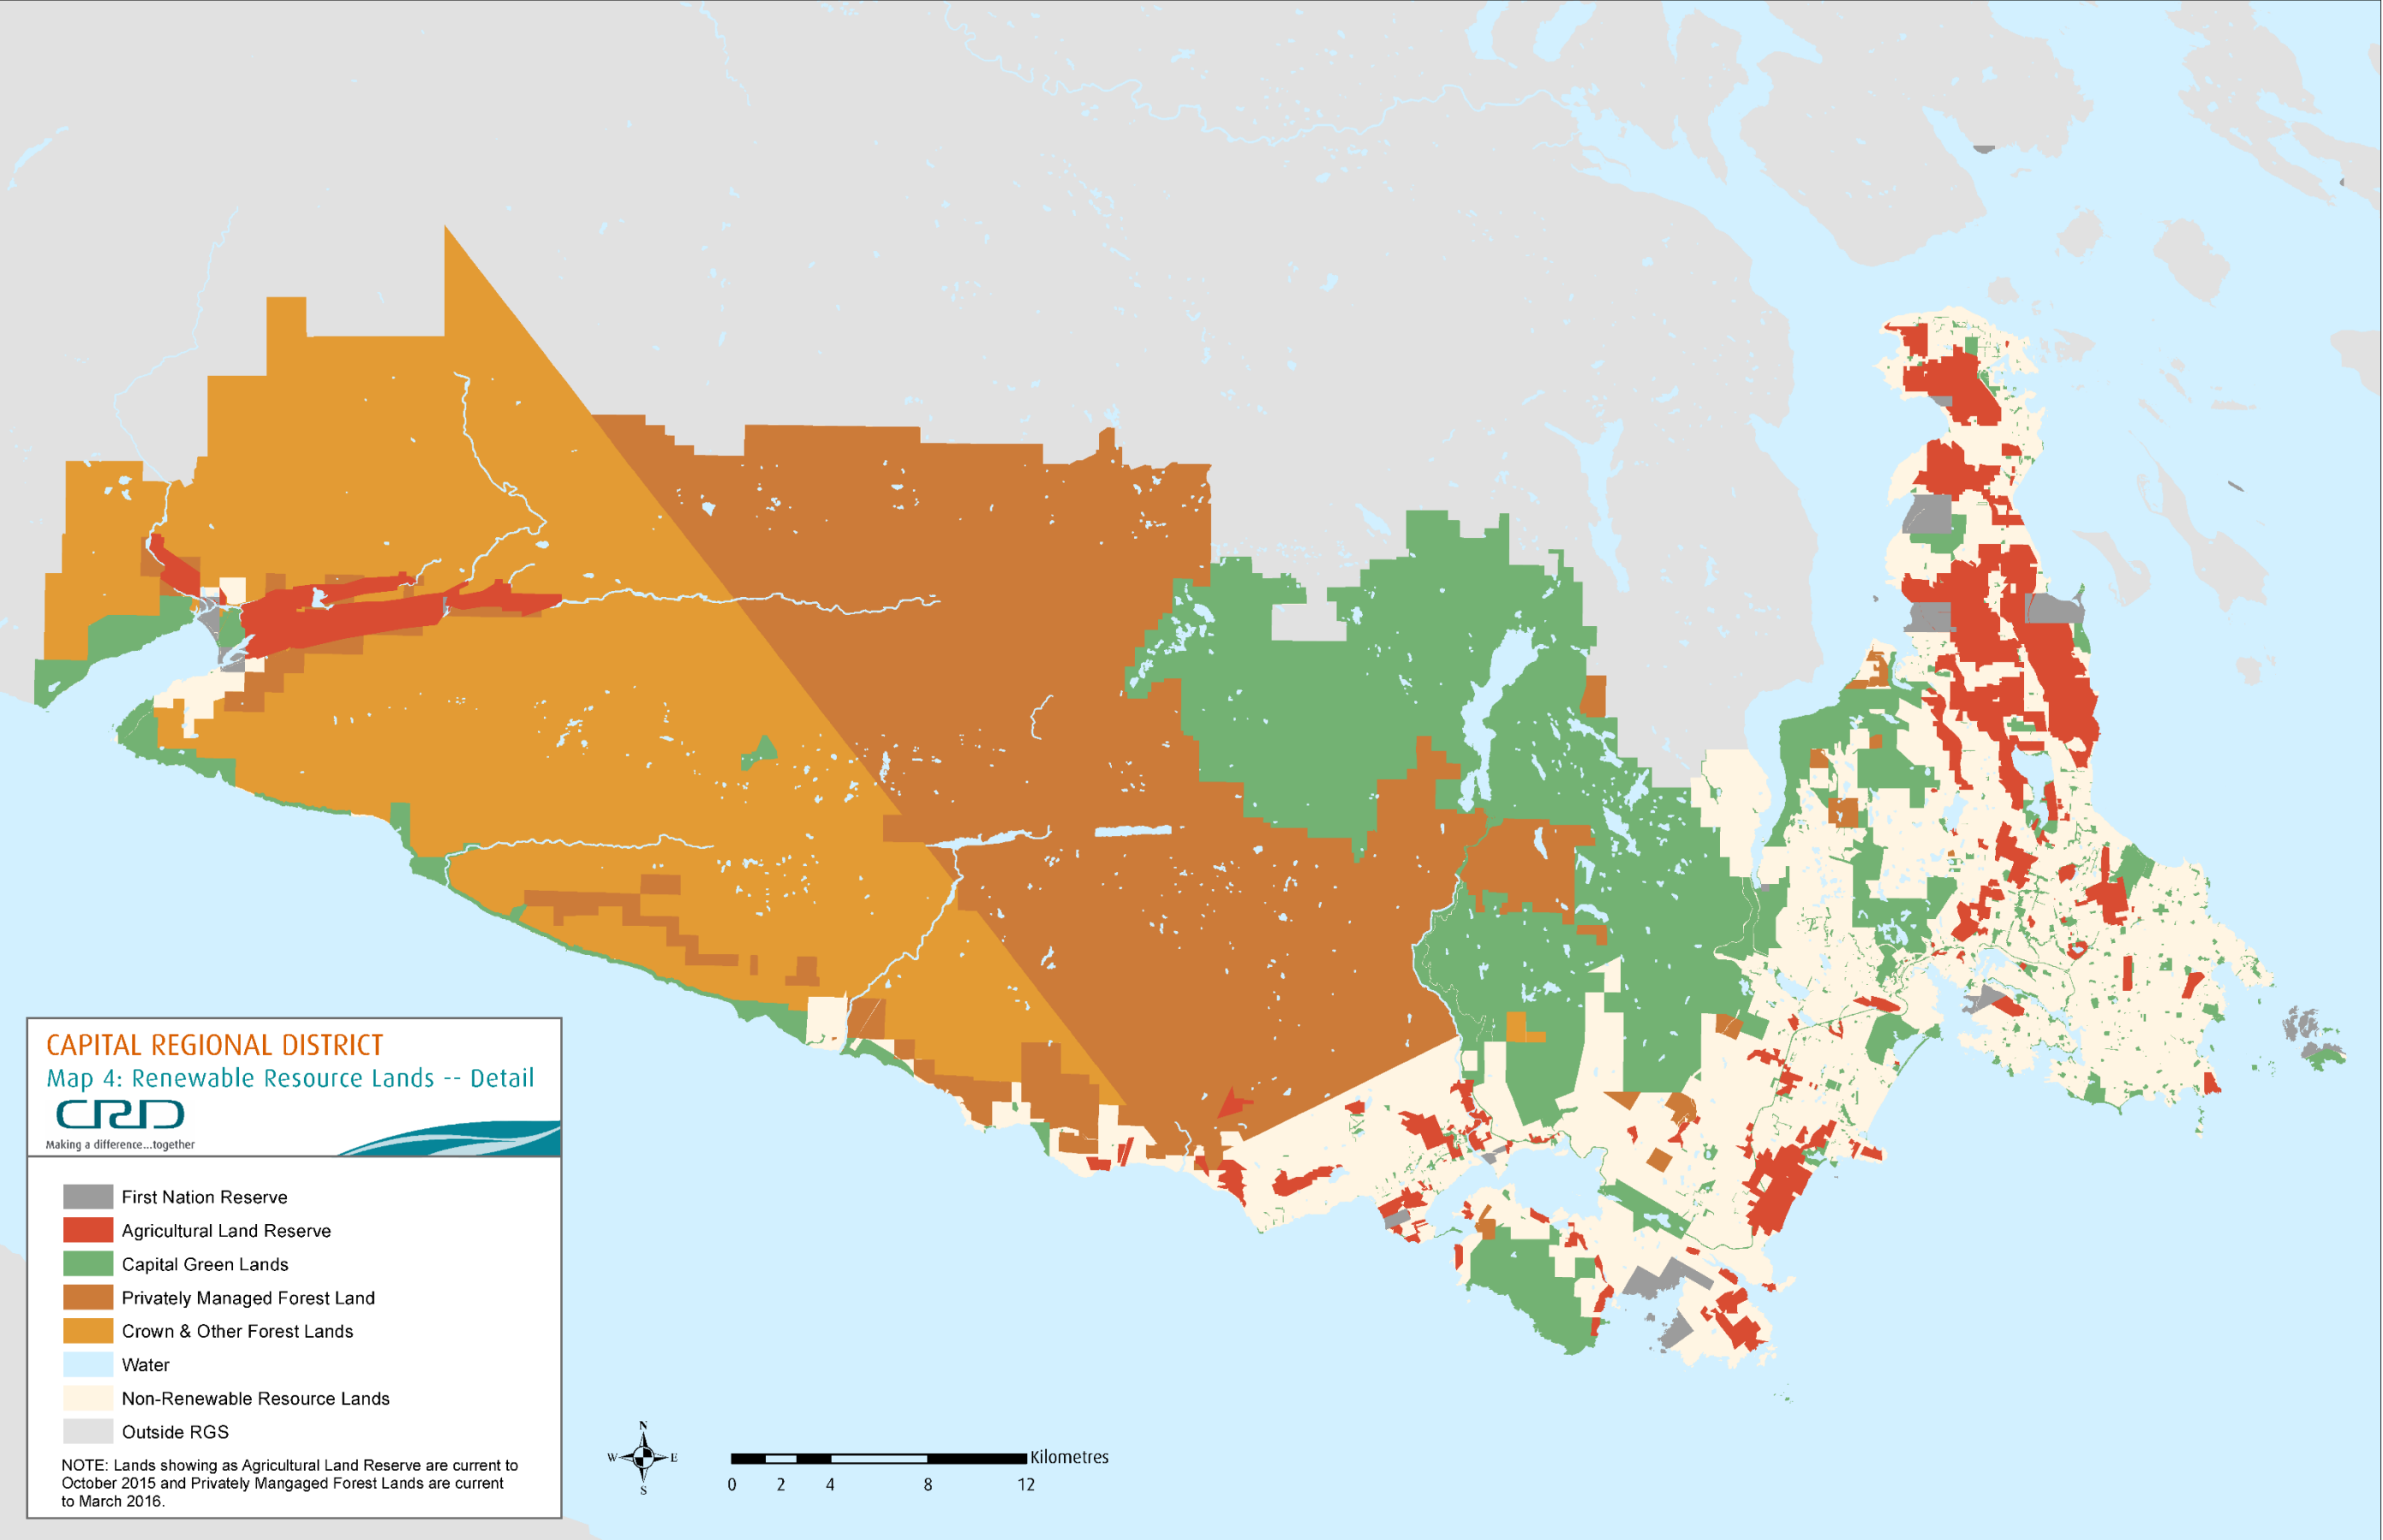 CAPITAL REGIONAL DISTRICT
Map 4: Renewable Resource Lands -- Detail
CRD
Making a difference...together
First Nation Reserve
Agricultural Land Reserve
Capital Green Lands
Privately Managed Forest Land
Crown & Other Forest Lands
Water
Non-Renewable Resource Lands
Outside RGS
NOTE: Lands showing as Agricultural Land Reserve are current to
October 2015 and Privately Mangaged Forest Lands are current
to March 2016.
N
W E
S
Kilometres
0 2 4 8 12